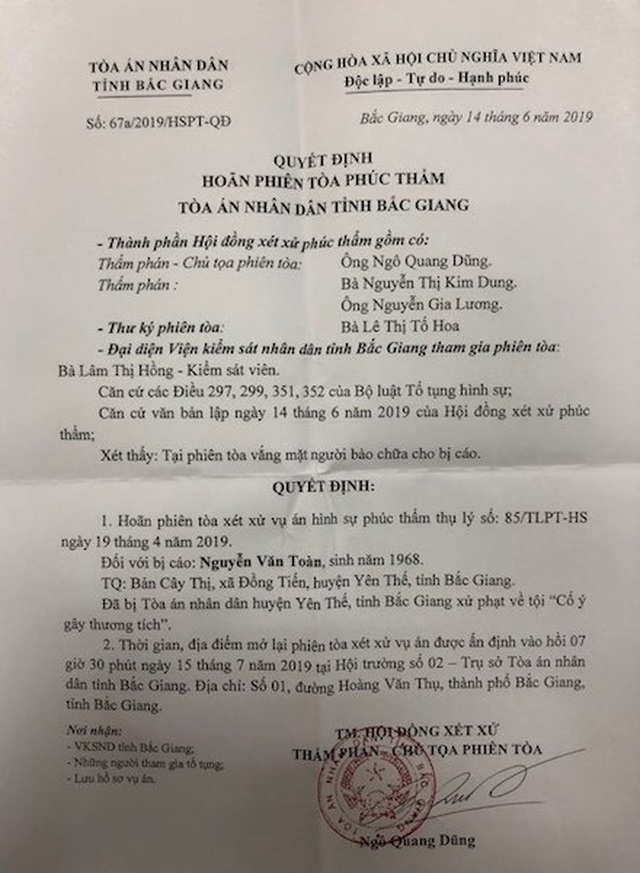 TÒA ÁN NHÂN DÂN
TỈNH BẮC GIANG
CỘNG HÒA XÃ HỘI CHỦ NGHĨA VIỆT NAM
Độc lập - Tự do - Hạnh phúc
Số: 67a/2019/HSPT-QĐ
Bắc Giang, ngày 14 tháng 6 năm 2019
QUYẾT ĐỊNH
HOÃN PHIÊN TÒA PHÚC THẨM
TÒA ÁN NHÂN DÂN TỈNH BẮC GIANG
- Thành phần Hội đồng xét xử phúc thẩm gồm có:
Thẩm phán - Chủ tọa phiên tòa: Ông Ngô Quang Dũng.
Thẩm phán : Bà Nguyễn Thị Kim Dung.
Ông Nguyễn Gia Lương.
- Thư ký phiên tòa: Bà Lê Thị Tố Hoa
- Đại diện Viện kiểm sát nhân dân tỉnh Bắc Giang tham gia phiên tòa:
Bà Lâm Thị Hồng - Kiểm sát viên.
Căn cứ các Điều 297, 299, 351, 352 của Bộ luật Tố tụng hình sự;
Căn cứ văn bản lập ngày 14 tháng 6 năm 2019 của Hội đồng xét xử phúc
thẩm;
Xét thấy: Tại phiên tòa vắng mặt người bào chữa cho bị cáo.
QUYẾT ĐỊNH:
1. Hoãn phiên tòa xét xử vụ án hình sự phúc thẩm thụ lý số: 85/TLPT-HS
ngày 19 tháng 4 năm 2019.
Đối với bị cáo: Nguyễn Văn Toàn, sinh năm 1968.
TQ: Bản Cây Thị, xã Đồng Tiến, huyện Yên Thế, tỉnh Bắc Giang.
Đã bị Tòa án nhân dân huyện Yên Thế, tỉnh Bắc Giang xử phạt về tội “Cố ý
gây thương tích”.
2. Thời gian, địa điểm mở lại phiên tòa xét xử vụ án được ấn định vào hồi 07
giờ 30 phút ngày 15 tháng 7 năm 2019 tại Hội trường số 02 – Trụ sở Tòa án nhân
dân tỉnh Bắc Giang. Địa chỉ: Số 01, đường Hoàng Văn Thụ, thành phố Bắc Giang,
tỉnh Bắc Giang.
Nơi nhận:
- VKSND tỉnh Bắc Giang;
- Những người tham gia tố tụng;
- Lưu hồ sơ vụ án.
TM. HỘI ĐỒNG XÉT XỬ
THẨM PHÁN - CHỦ TỌA PHIÊN TÒA
Ngô Quang Dũng